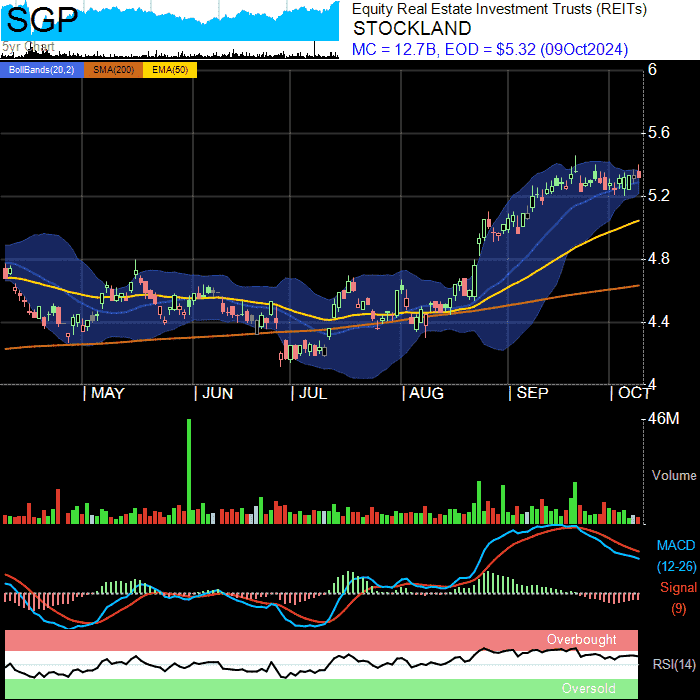 SGP
5yr Chart
Equity Real Estate Investment Trusts (REITs)
STOCKLAND
MC = 12.7B, EOD = $5.32 (09Oct2024)
BollBands(20,2) SMA(200) EMA(50)
6
5.6
5.2
4.8
4.4
4
MAY JUN JUL AUG SEP OCT
46M
Volume
MACD
(12-26)
Signal
(9)
Overbought
RSI(14)
Oversold